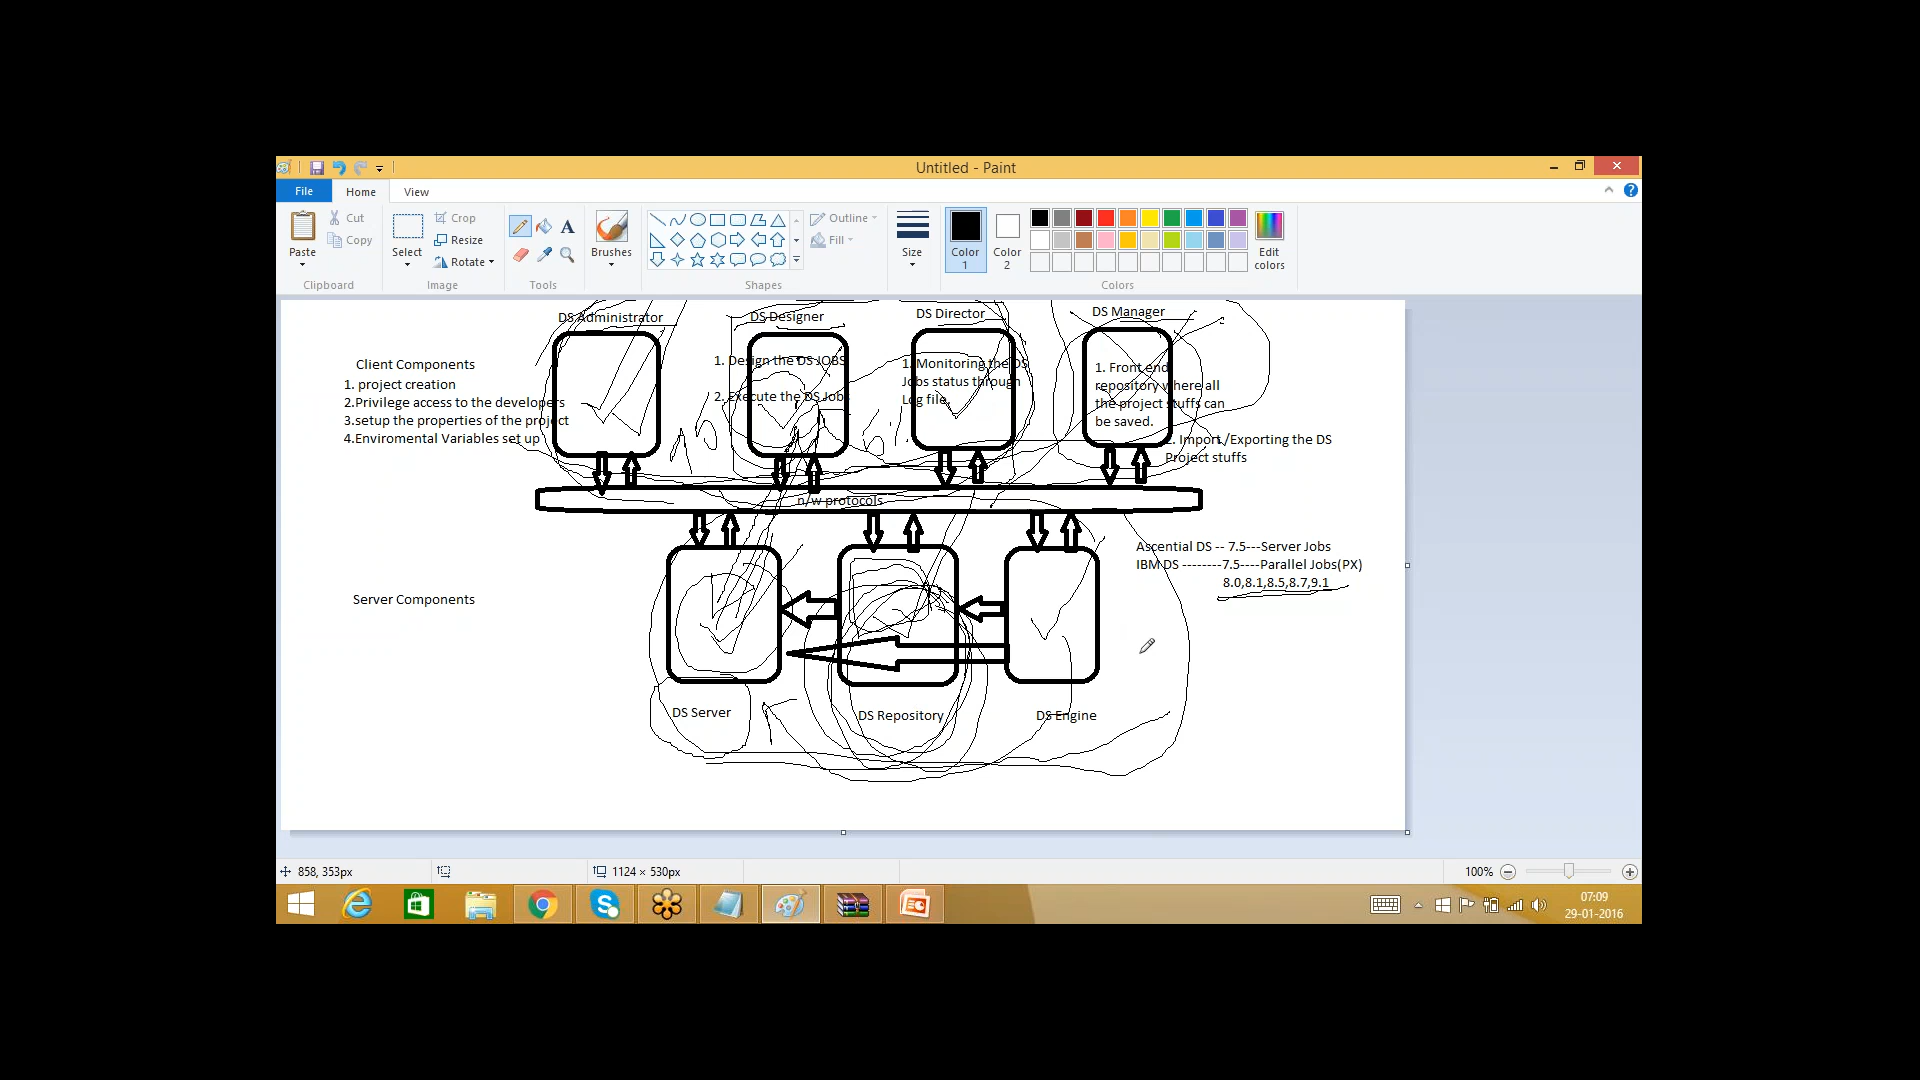 Untitled - Paint
File Home View
Cut
Copy
Paste
Clipboard
Crop
Resize
Rotate
Select
Image
A
Tools
Brushes
Outline
Fill
Shapes
Size
Color 1
Color 2
Edit colors
Colors
DS Administrator
DS Designer
DS Director
DS Manager
Client Components
1. project creation
2.Privilege access to the developers
3.setup the properties of the project
4.Enviromental Variables set up
1. Design the DS JOBS
2. Execute the DS Jobs
1. Monitoring the DS
Jobs status through
Log file.
1. Front end
repository where all
the project stuffs can
be saved.
2. Import /Exporting the DS
Project stuffs
n/w protocols
Ascential DS -- 7.5---Server Jobs
IBM DS --------7.5----Parallel Jobs(PX)
8.0,8.1,8.5,8.7,9.1
Server Components
DS Server
DS Repository
DS Engine
858, 353px
1124 × 530px
100%
07:09
29-01-2016